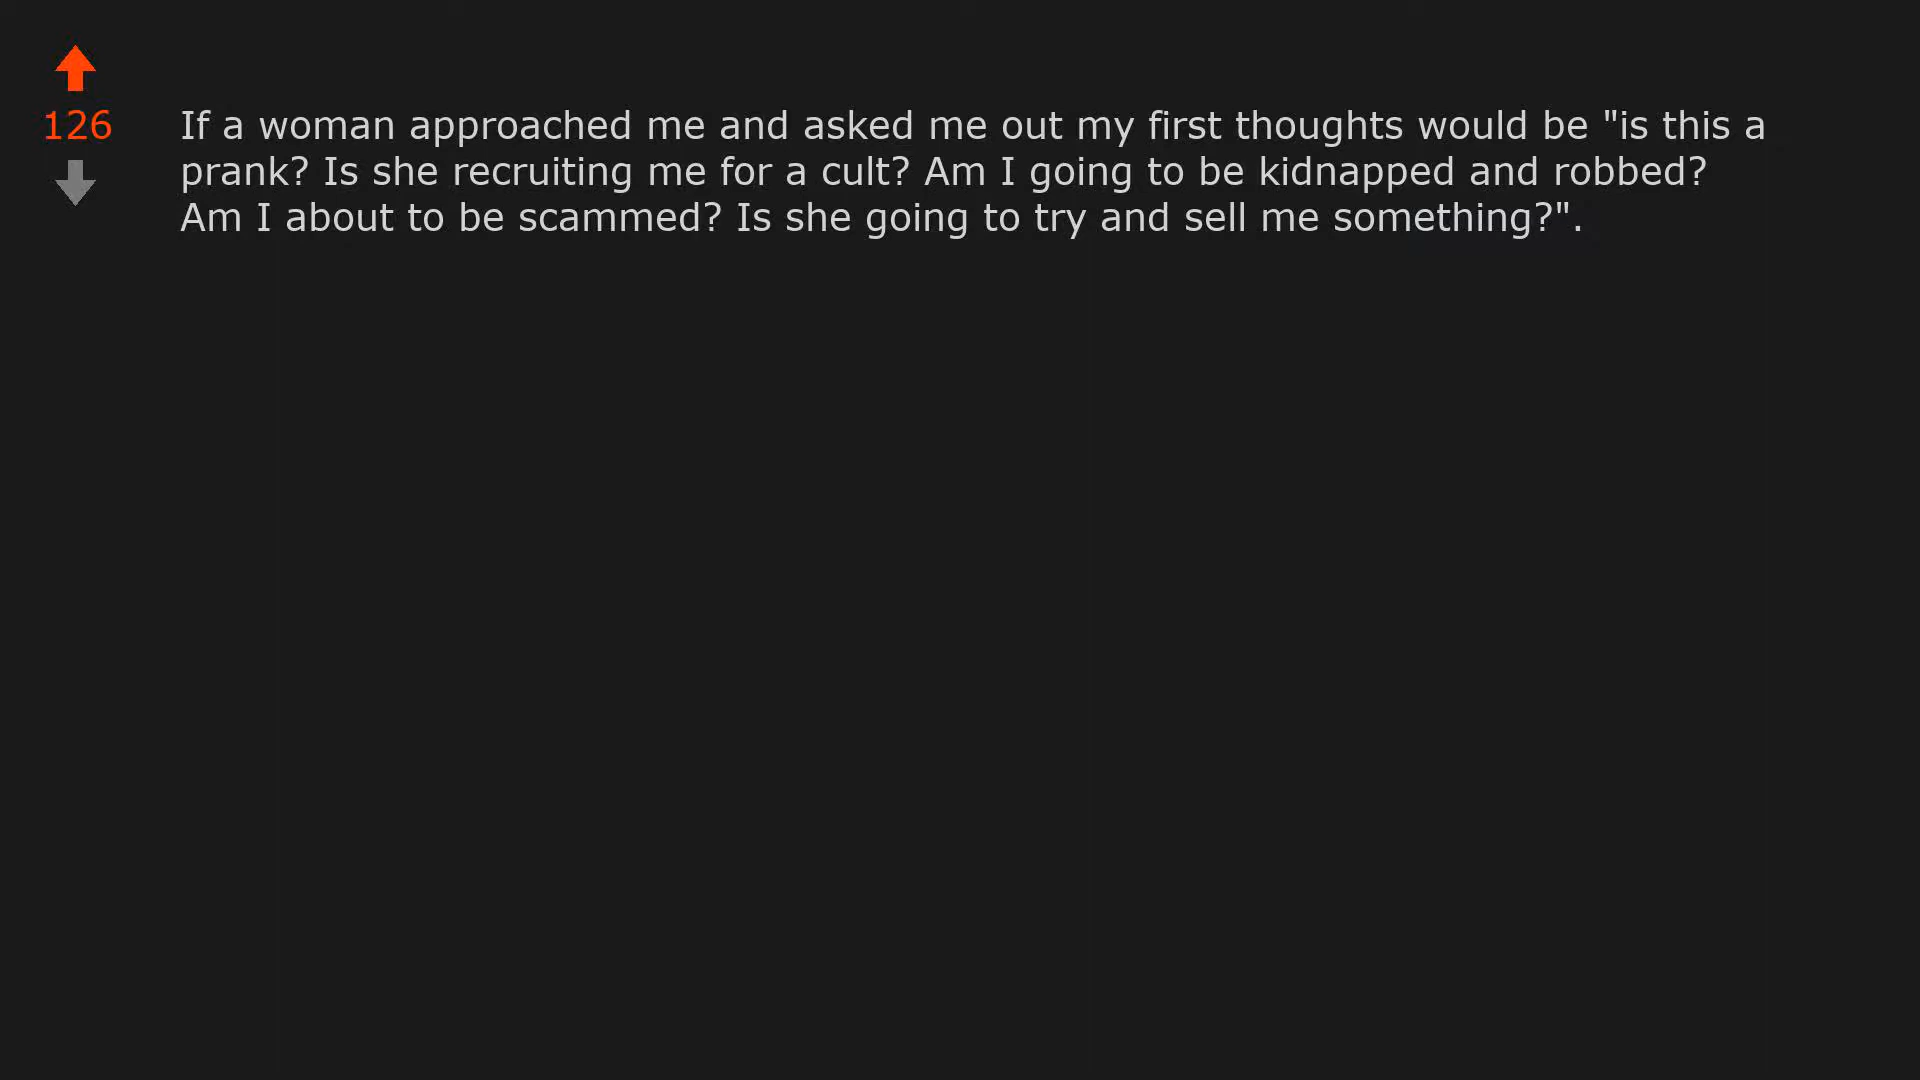 126
If a woman approached me and asked me out my first thoughts would be "is this a
prank? Is she recruiting me for a cult? Am I going to be kidnapped and robbed?
Am I about to be scammed? Is she going to try and sell me something?".